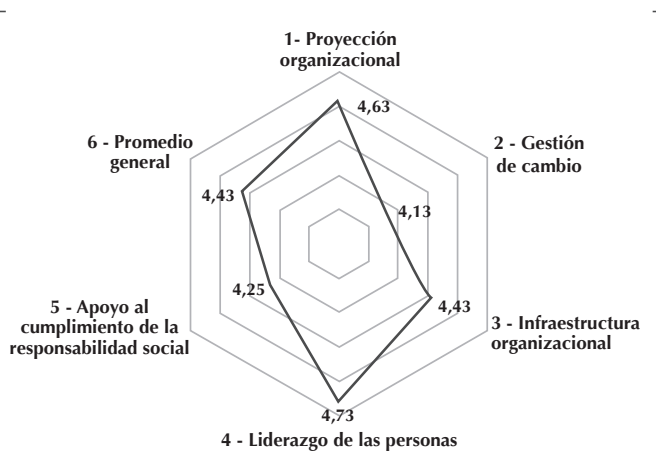 1- Proyección
organizacional
4,63
2 - Gestión
de cambio
4,13
3 - Infraestructura
organizacional
4,43
4,73
4 - Liderazgo de las personas
5 - Apoyo al
cumplimiento de la
responsabilidad social
4,25
6 - Promedio
general
4,43